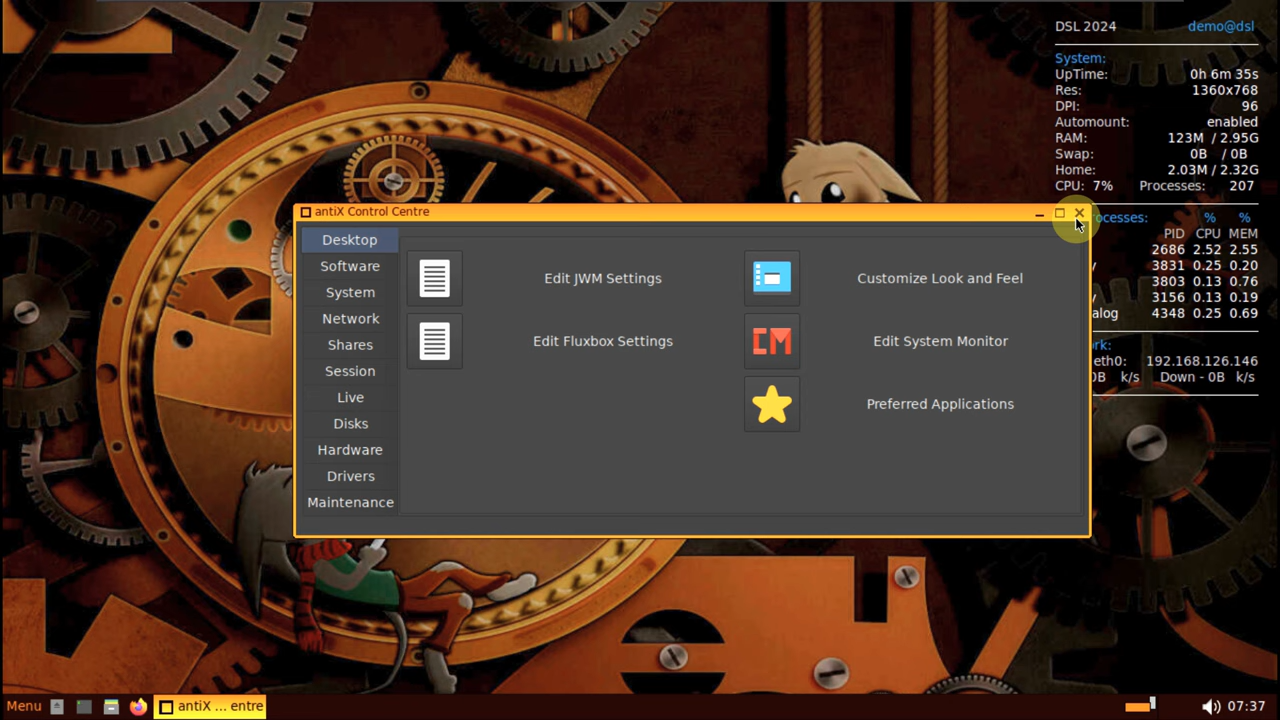 DSL 2024 demo@dsl
System:
UpTime: 0h 6m 35s
Res: 1360x768
DPI: 96
Automount: enabled
RAM: 123M / 2.95G
Swap: 0B / 0B
Home: 2.03M / 2.32G
CPU: 7% Processes: 207
antiX Control Centre
rocesses: % %
PID CPU MEM
2686 2.52 2.55
3831 0.25 0.20
3803 0.13 0.76
3156 0.13 0.19
alog 4348 0.25 0.69
rk:
eth0: 192.168.126.146
0B k/s Down - 0B k/s
Desktop
Software
System
Network
Shares
Session
Live
Disks
Hardware
Drivers
Maintenance
Edit JWM Settings
Customize Look and Feel
Edit Fluxbox Settings
CM
Edit System Monitor
Preferred Applications
Menu
antiX ... entre
07:37